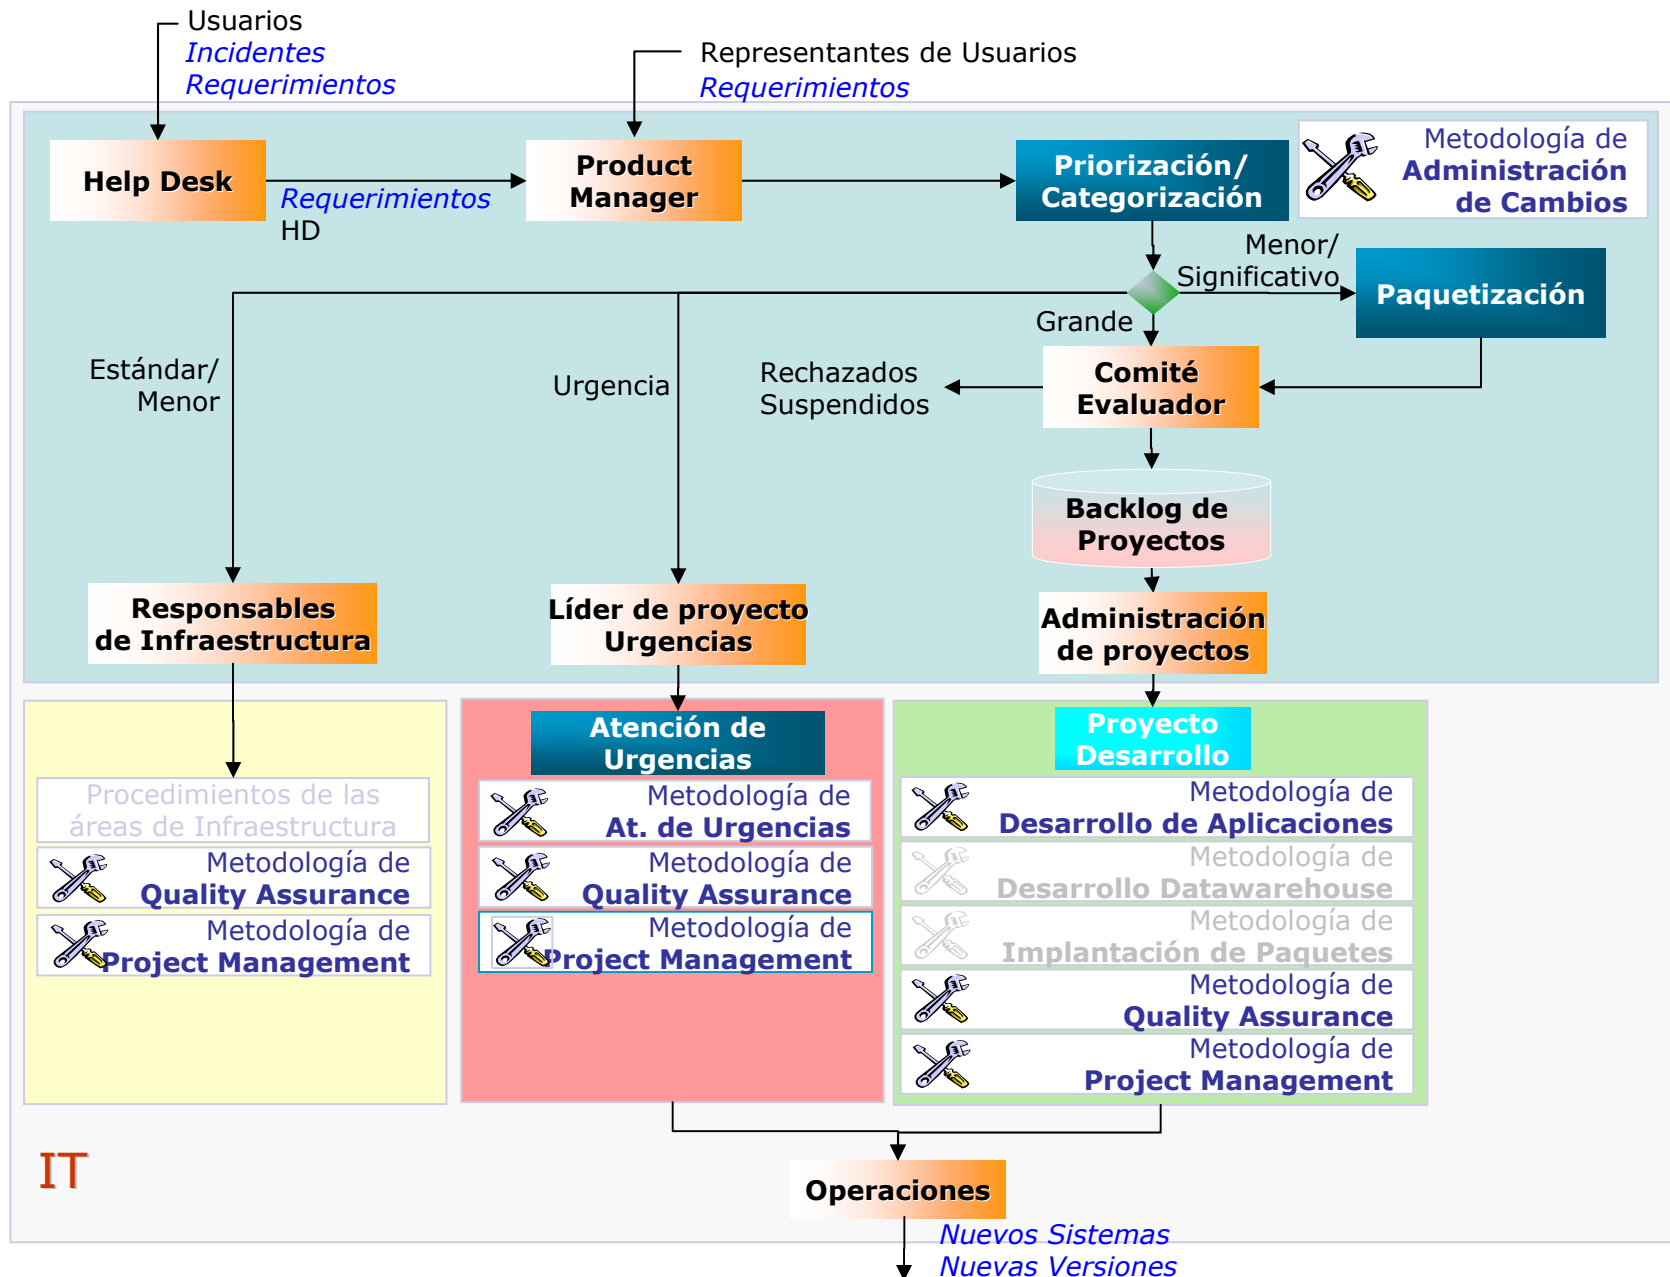 Usuarios
Incidentes
Requerimientos
Representantes de Usuarios
Requerimientos
Help Desk
Requerimientos
HD
Product
Manager
Priorización/
Categorización
Metodología de
Administración
de Cambios
Menor/
Significativo
Paquetización
Grande
Estándar/
Menor
Urgencia
Rechazados
Suspendidos
Comité
Evaluador
Backlog de
Proyectos
Responsables
de Infraestructura
Líder de proyecto
Urgencias
Administración
de proyectos
Procedimientos de las
áreas de Infraestructura
Metodología de
Quality Assurance
Metodología de
Project Management
Atención de
Urgencias
Metodología de
At. de Urgencias
Metodología de
Quality Assurance
Metodología de
Project Management
Proyecto
Desarrollo
Metodología de
Desarrollo de Aplicaciones
Metodología de
Desarrollo Datawarehouse
Metodología de
Implantación de Paquetes
Metodología de
Quality Assurance
Metodología de
Project Management
IT
Operaciones
Nuevos Sistemas
Nuevas Versiones